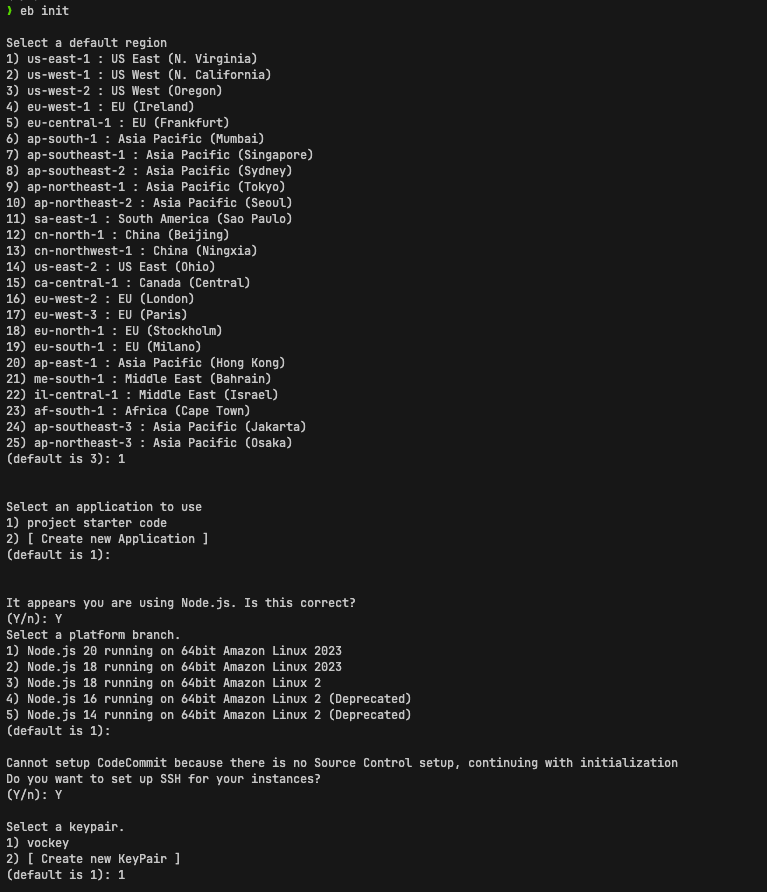 ❯ eb init
Select a default region
1) us-east-1 : US East (N. Virginia)
2) us-west-1 : US West (N. California)
3) us-west-2 : US West (Oregon)
4) eu-west-1 : EU (Ireland)
5) eu-central-1 : EU (Frankfurt)
6) ap-south-1 : Asia Pacific (Mumbai)
7) ap-southeast-1 : Asia Pacific (Singapore)
8) ap-southeast-2 : Asia Pacific (Sydney)
9) ap-northeast-1 : Asia Pacific (Tokyo)
10) ap-northeast-2 : Asia Pacific (Seoul)
11) sa-east-1 : South America (Sao Paulo)
12) cn-north-1 : China (Beijing)
13) cn-northwest-1 : China (Ningxia)
14) us-east-2 : US East (Ohio)
15) ca-central-1 : Canada (Central)
16) eu-west-2 : EU (London)
17) eu-west-3 : EU (Paris)
18) eu-north-1 : EU (Stockholm)
19) eu-south-1 : EU (Milano)
20) ap-east-1 : Asia Pacific (Hong Kong)
21) me-south-1 : Middle East (Bahrain)
22) il-central-1 : Middle East (Israel)
23) af-south-1 : Africa (Cape Town)
24) ap-southeast-3 : Asia Pacific (Jakarta)
25) ap-northeast-3 : Asia Pacific (Osaka)
(default is 3): 1
Select an application to use
1) project starter code
2) [ Create new Application ]
(default is 1):
It appears you are using Node.js. Is this correct?
(Y/n): Y
Select a platform branch.
1) Node.js 20 running on 64bit Amazon Linux 2023
2) Node.js 18 running on 64bit Amazon Linux 2023
3) Node.js 18 running on 64bit Amazon Linux 2
4) Node.js 16 running on 64bit Amazon Linux 2 (Deprecated)
5) Node.js 14 running on 64bit Amazon Linux 2 (Deprecated)
(default is 1):
Cannot setup CodeCommit because there is no Source Control setup, continuing with initialization
Do you want to set up SSH for your instances?
(Y/n): Y
Select a keypair.
1) vockey
2) [ Create new KeyPair ]
(default is 1): 1